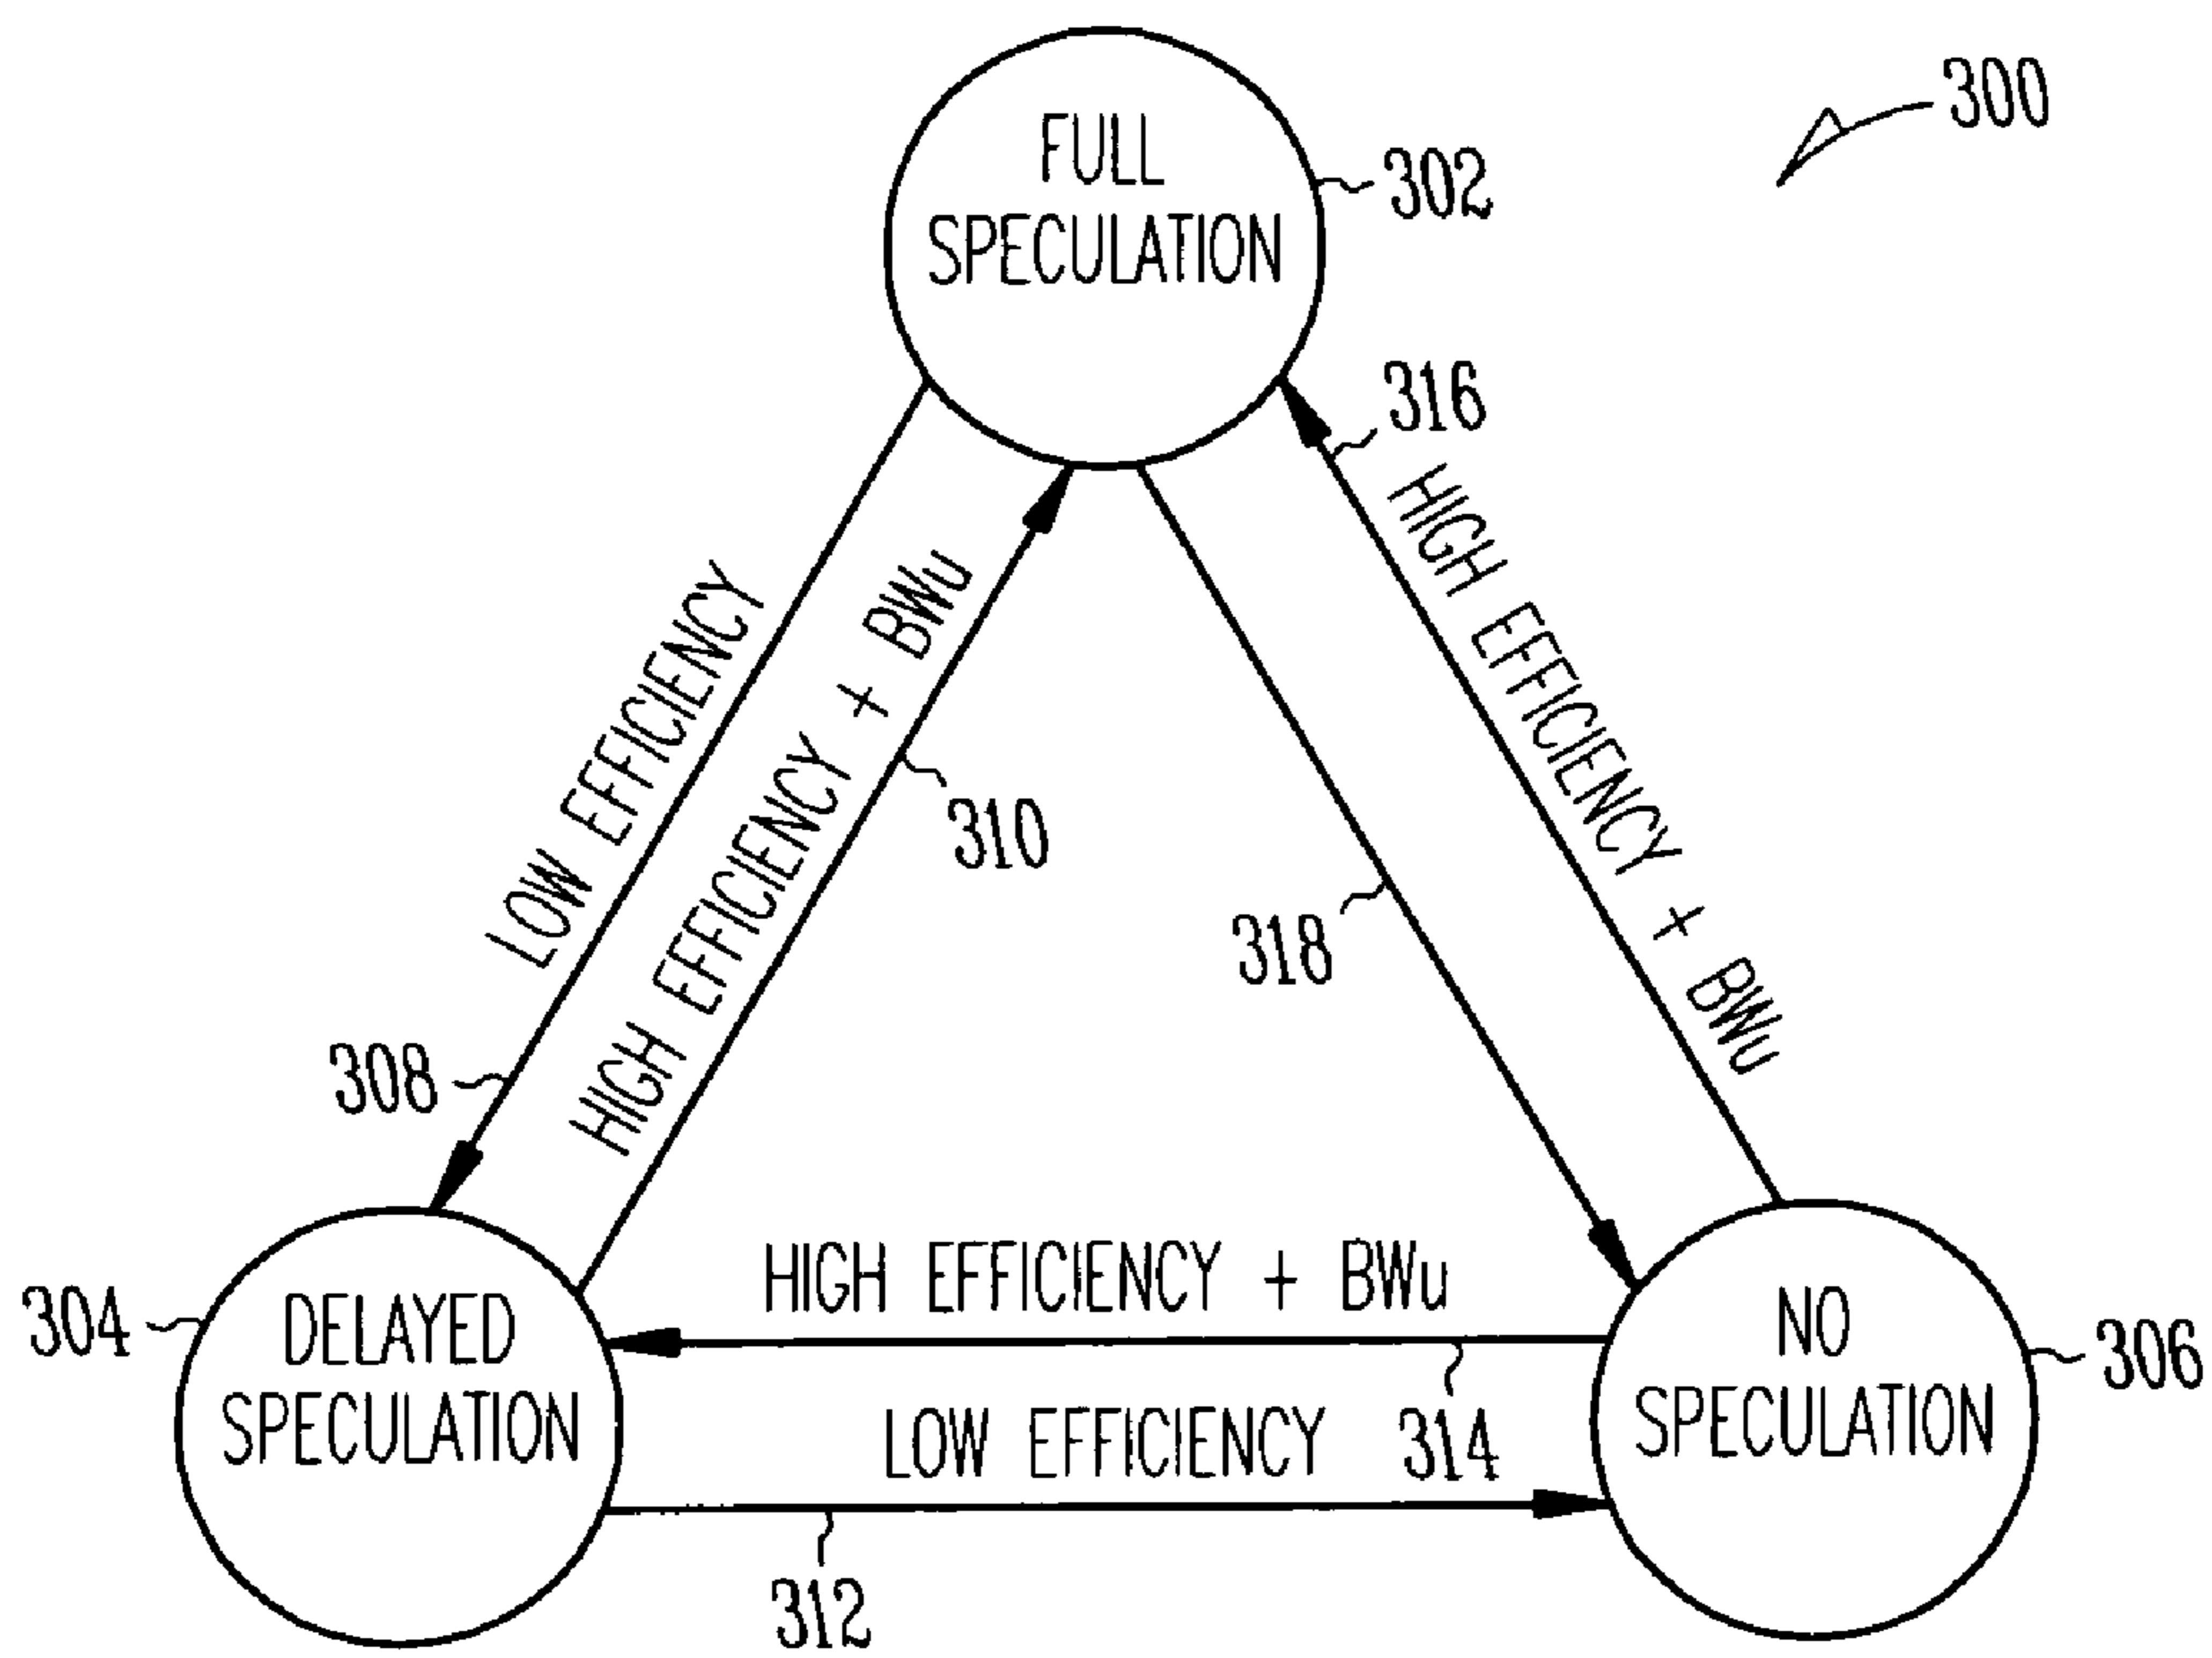 300
FULL
SPECULATION
302
316
HIGH EFFICIENCY + BWu
LOW EFFICIENCY
HIGH EFFICIENCY + BWu
310
318
308
304
DELAYED
SPECULATION
HIGH EFFICIENCY + BWu
314
LOW EFFICIENCY
312
NO
SPECULATION
306